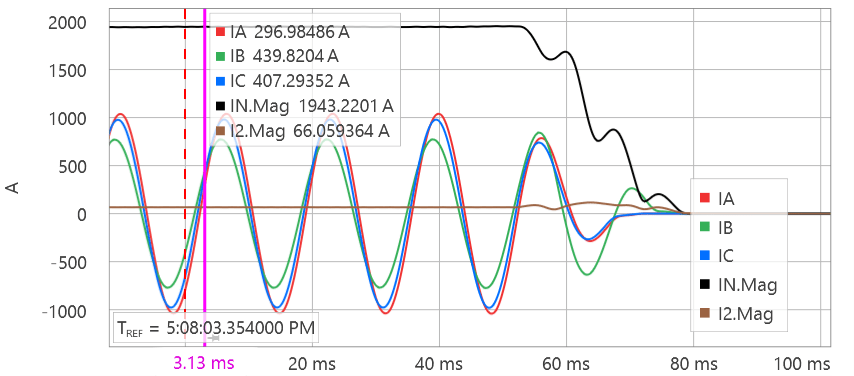 2000
1500
1000
500
0
-500
-1000
A
IA 296.98486 A
IB 439.8204 A
IC 407.29352 A
IN.Mag 1943.2201 A
I2.Mag 66.059364 A
IA
IB
IC
IN.Mag
I2.Mag
TREF = 5:08:03.354000 PM
3.13 ms 20 ms 40 ms 60 ms 80 ms 100 ms